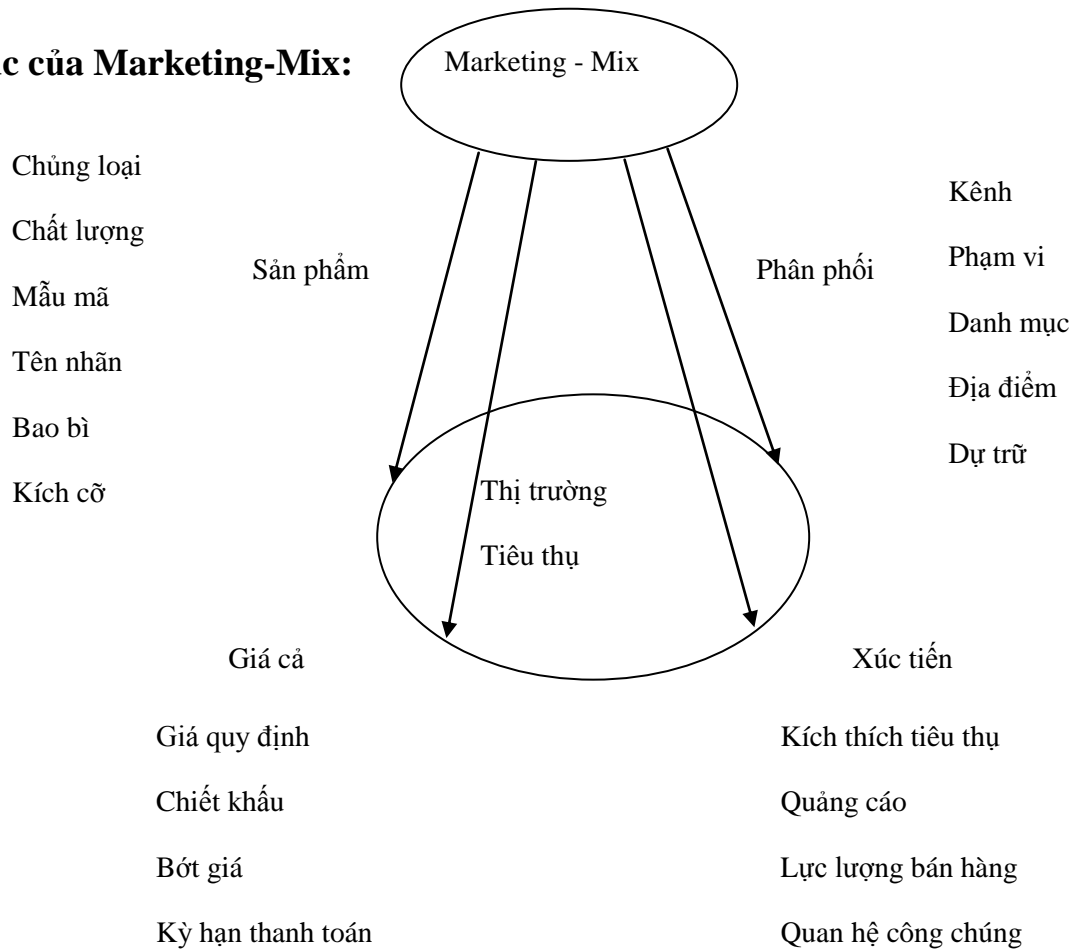 của Marketing-Mix:
Marketing - Mix
Chủng loại
Chất lượng
Mẫu mã
Tên nhãn
Bao bì
Kích cỡ
Sản phẩm
Phân phối
Kênh
Phạm vi
Danh mục
Địa điểm
Dự trữ
Thị trường
Tiêu thụ
Giá cả
Giá quy định
Chiết khấu
Bớt giá
Kỳ hạn thanh toán
Xúc tiến
Kích thích tiêu thụ
Quảng cáo
Lực lượng bán hàng
Quan hệ công chúng